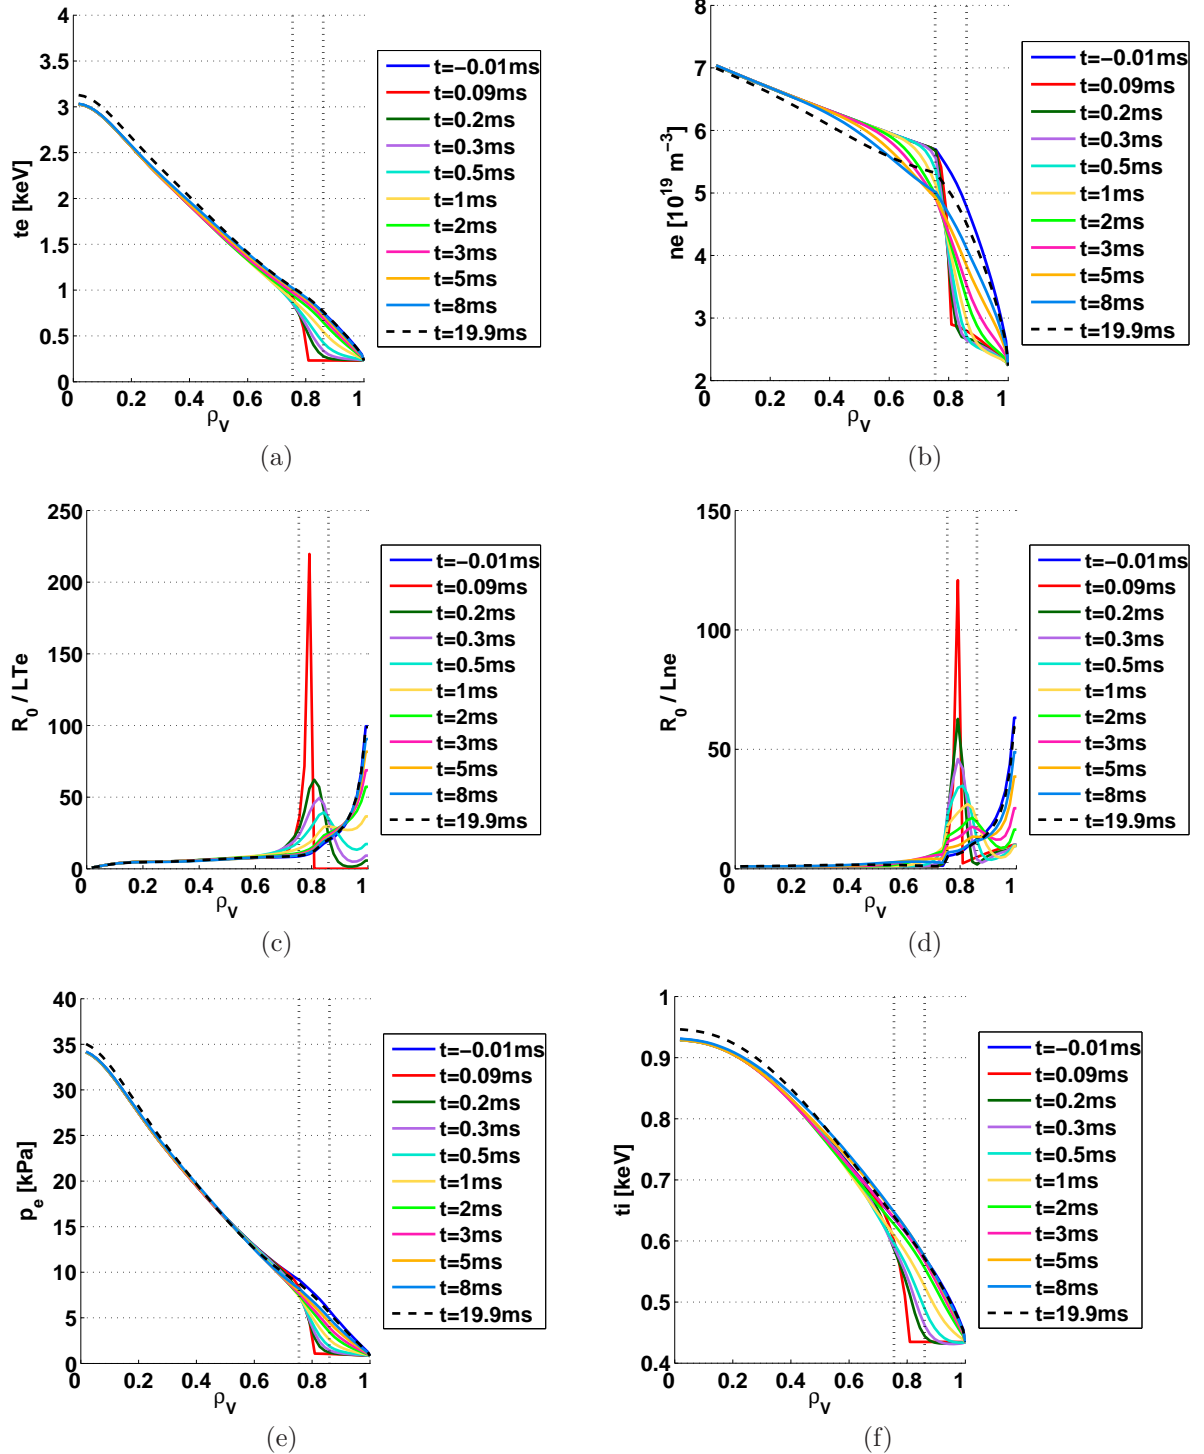 4
3.5
3
2.5
2
1.5
1
0.5
0
te [keV]
0 0.2 0.4 0.6 0.8 1
ρV
t=−0.01ms
t=0.09ms
t=0.2ms
t=0.3ms
t=0.5ms
t=1ms
t=2ms
t=3ms
t=5ms
t=8ms
t=19.9ms
(a)
8
7
6
5
4
3
2
ne [10^19 m^−3]
0 0.2 0.4 0.6 0.8 1
ρV
t=−0.01ms
t=0.09ms
t=0.2ms
t=0.3ms
t=0.5ms
t=1ms
t=2ms
t=3ms
t=5ms
t=8ms
t=19.9ms
(b)
250
200
150
100
50
0
R0 / LTe
0 0.2 0.4 0.6 0.8 1
ρV
t=−0.01ms
t=0.09ms
t=0.2ms
t=0.3ms
t=0.5ms
t=1ms
t=2ms
t=3ms
t=5ms
t=8ms
t=19.9ms
(c)
150
100
50
0
R0 / Lne
0 0.2 0.4 0.6 0.8 1
ρV
t=−0.01ms
t=0.09ms
t=0.2ms
t=0.3ms
t=0.5ms
t=1ms
t=2ms
t=3ms
t=5ms
t=8ms
t=19.9ms
(d)
40
35
30
25
20
15
10
5
0
pe [kPa]
0 0.2 0.4 0.6 0.8 1
ρV
t=−0.01ms
t=0.09ms
t=0.2ms
t=0.3ms
t=0.5ms
t=1ms
t=2ms
t=3ms
t=5ms
t=8ms
t=19.9ms
(e)
1
0.9
0.8
0.7
0.6
0.5
0.4
ti [keV]
0 0.2 0.4 0.6 0.8 1
ρV
t=−0.01ms
t=0.09ms
t=0.2ms
t=0.3ms
t=0.5ms
t=1ms
t=2ms
t=3ms
t=5ms
t=8ms
t=19.9ms
(f)